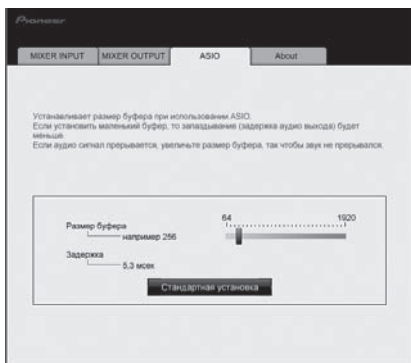 Pioneer
MIXER INPUT MIXER OUTPUT ASIO About
Устанавливает размер буфера при использовании ASIO.
Если установить маленький буфер, то запаздывание (задержка аудио выхода) будет
меньше.
Если аудио сигнал прерывается, увеличьте размер буфера, так чтобы звук не прерывался.
64 1920
Размер буфера
например 256
Задержка
5,3 мсек
Стандартная установка